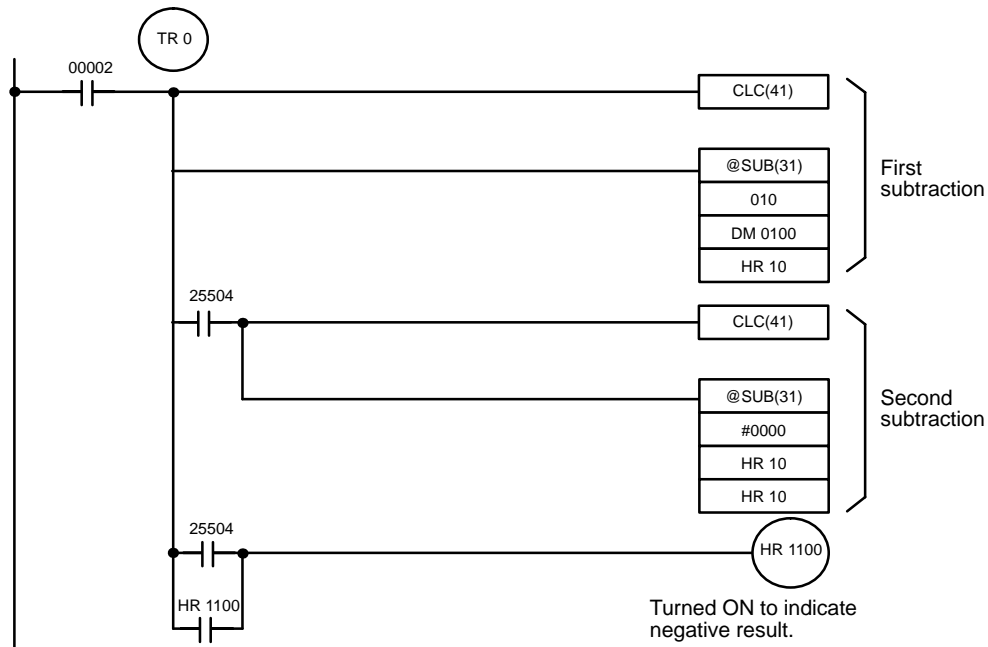 TR 0
00002
CLC(41)
@SUB(31)
010
DM 0100
HR 10
First
subtraction
25504
CLC(41)
@SUB(31)
#0000
HR 10
HR 10
Second
subtraction
25504
HR 1100
HR 1100
Turned ON to indicate
negative result.